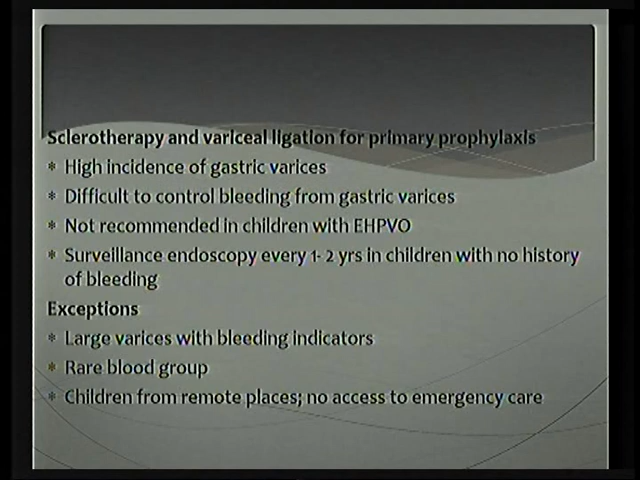 Sclerotherapy and variceal ligation for primary prophylaxis
* High incidence of gastric varices
* Difficult to control bleeding from gastric varices
* Not recommended in children with EHPVO
* Surveillance endoscopy every 1- 2 yrs in children with no history
of bleeding
Exceptions
* Large varices with bleeding indicators
* Rare blood group
* Children from remote places; no access to emergency care